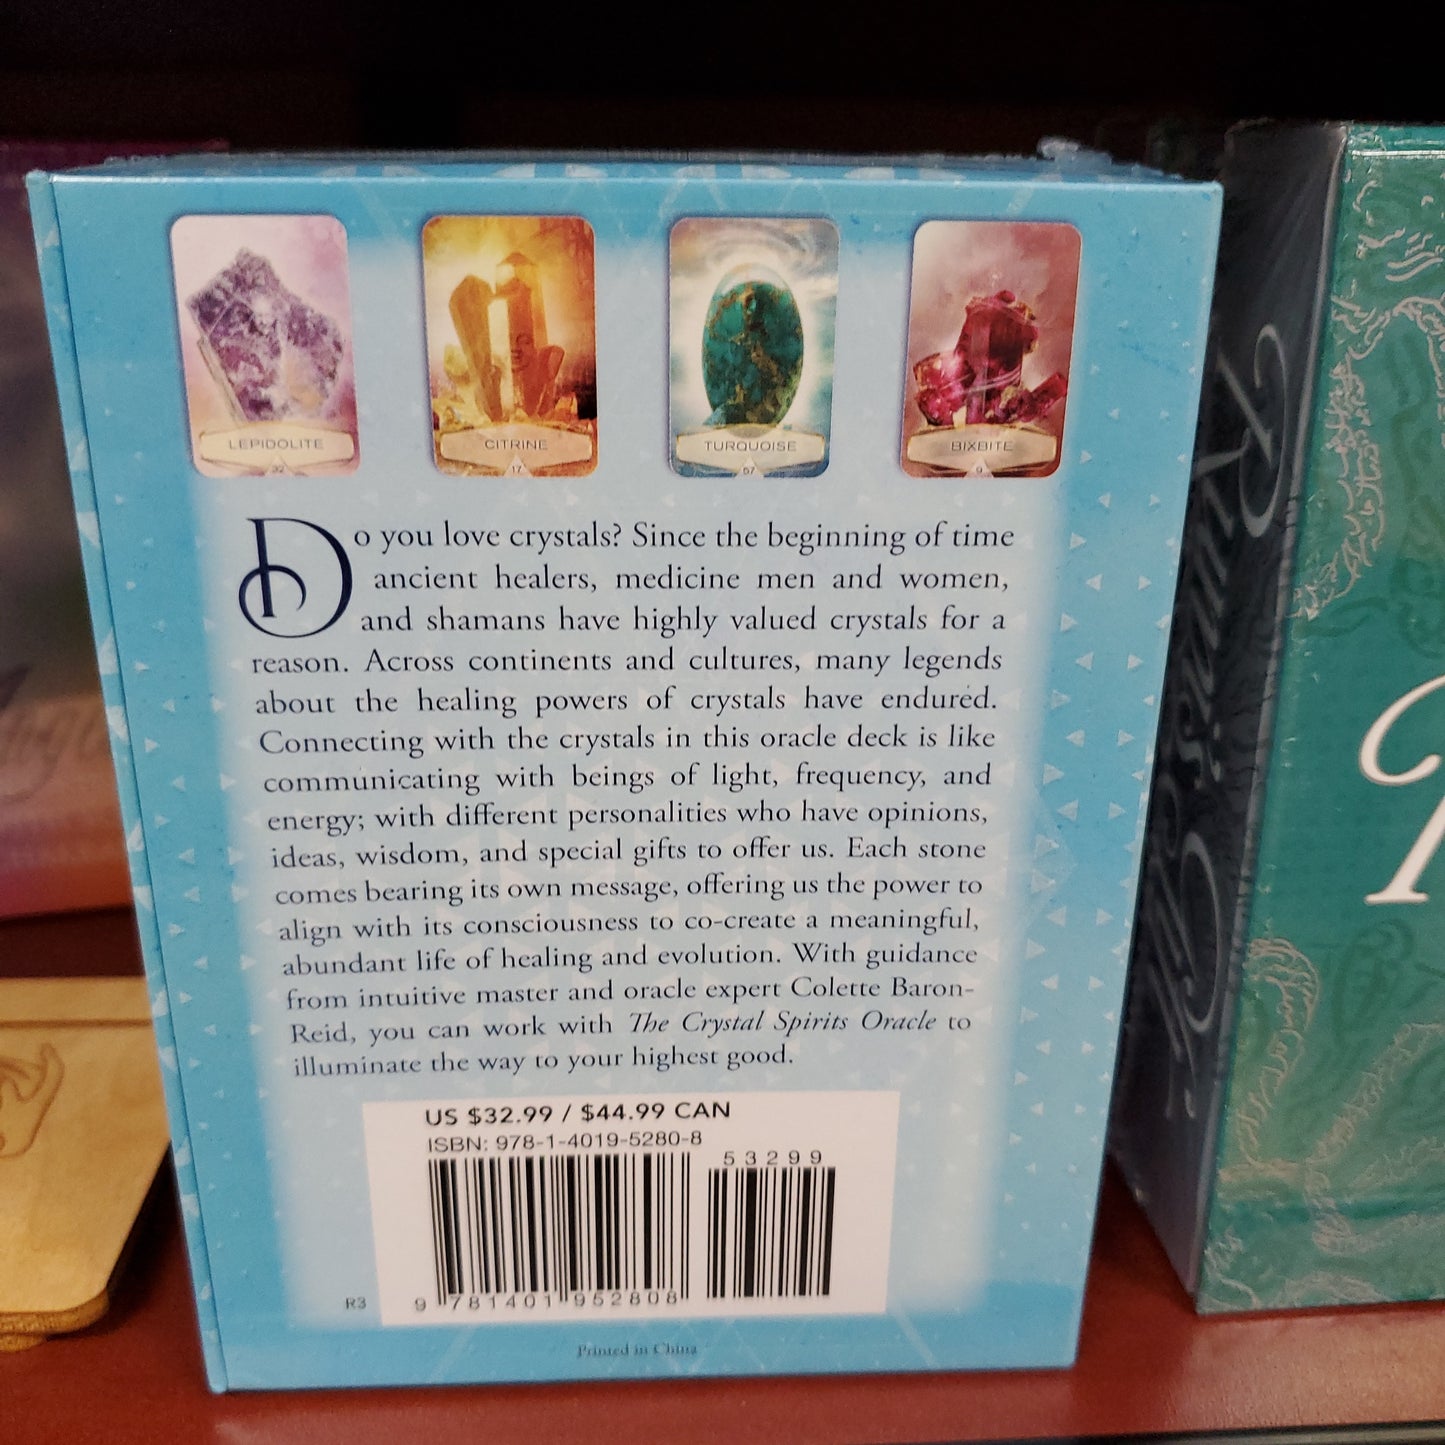 LEPIDOLITE
32
CITRINE
17
TURQUOISE
57
BIXBITE
9
Do you love crystals? Since the beginning of time
ancient healers, medicine men and women,
and shamans have highly valued crystals for a
reason. Across continents and cultures, many legends
about the healing powers of crystals have endured.
Connecting with the crystals in this oracle deck is like
communicating with beings of light, frequency, and
energy; with different personalities who have opinions,
ideas, wisdom, and special gifts to offer us. Each stone
comes bearing its own message, offering us the power to
align with its consciousness to co-create a meaningful,
abundant life of healing and evolution. With guidance
from intuitive master and oracle expert Colette Baron-
Reid, you can work with The Crystal Spirits Oracle to
illuminate the way to your highest good.
US $32.99 / $44.99 CAN
ISBN: 978-1-4019-5280-8
53299
R3
9 781401 952808
Printed in China